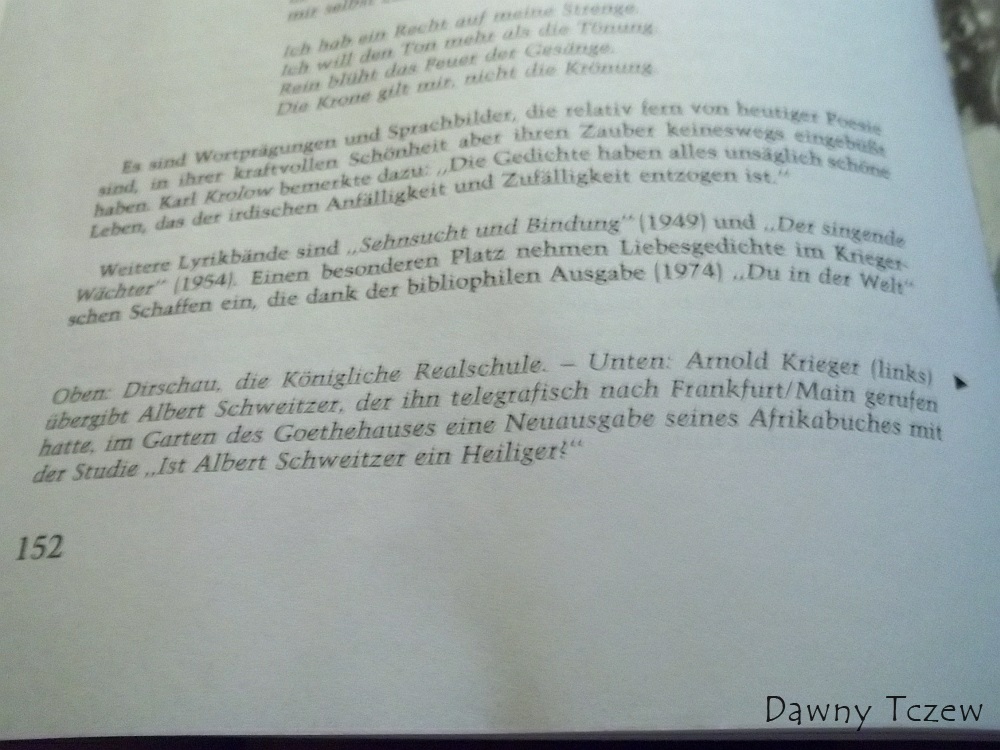 mir selbst
Ich hab ein Recht auf meine Strenge.
Ich will den Ton mehr als die Tönung.
Rein blüht das Feuer der Gesänge.
Die Krone gilt mir, nicht die Krönung.
Es sind Wortprägungen und Sprachbilder, die relativ fern von heutiger Poesie
sind, in ihrer kraftvollen Schönheit aber ihren Zauber keineswegs eingebüßt
haben. Karl Krolow bemerkte dazu: „Die Gedichte haben alles unsäglich schöne
Leben, das der irdischen Anfälligkeit und Zufälligkeit entzogen ist.“
Weitere Lyrikbände sind „Sehnsucht und Bindung“ (1949) und „Der singende
Wächter“ (1954). Einen besonderen Platz nehmen Liebesgedichte im Krieger-
schen Schaffen ein, die dank der bibliophilen Ausgabe (1974) „Du in der Welt“
Oben: Dirschau, die Königliche Realschule. – Unten: Arnold Krieger (links)
übergibt Albert Schweitzer, der ihn telegrafisch nach Frankfurt/Main gerufen
hatte, im Garten des Goethehauses eine Neuausgabe seines Afrikabuches mit
der Studie „Ist Albert Schweitzer ein Heiliger?“
152
Dawny Tczew